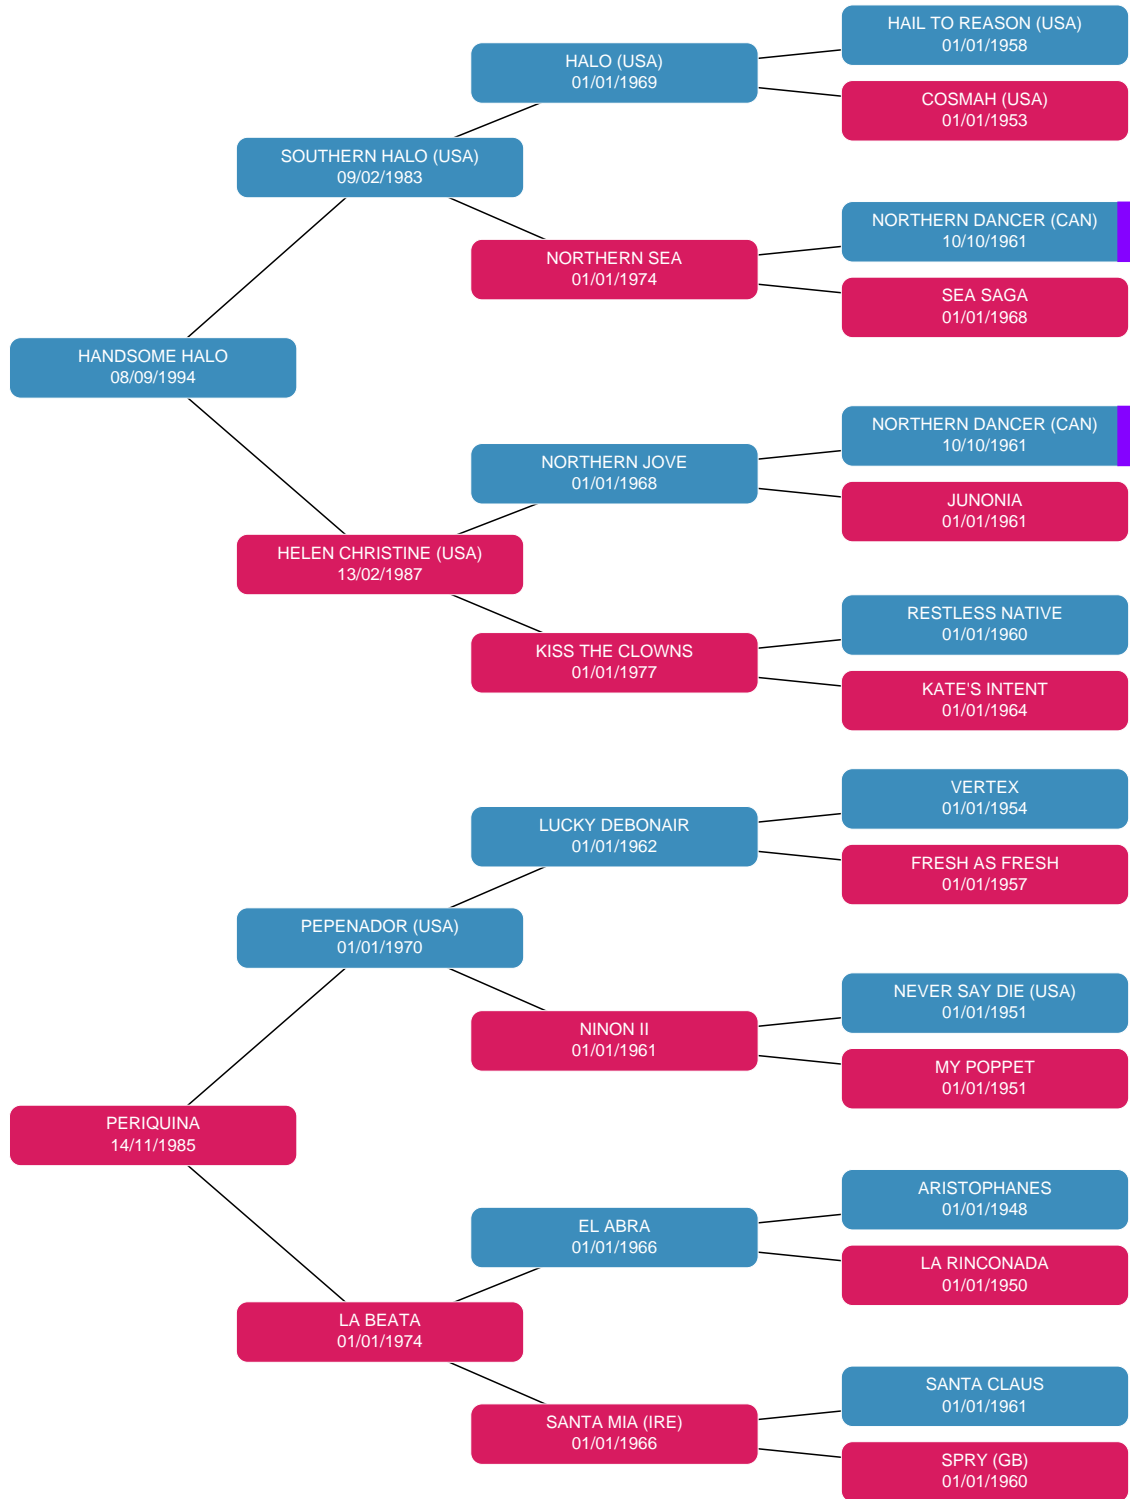 HAIL TO REASON (USA)
01/01/1958
HALO (USA)
01/01/1969
COSMAH (USA)
01/01/1953
SOUTHERN HALO (USA)
09/02/1983
NORTHERN DANCER (CAN)
10/10/1961
NORTHERN SEA
01/01/1974
SEA SAGA
01/01/1968
HANDSOME HALO
08/09/1994
NORTHERN DANCER (CAN)
10/10/1961
NORTHERN JOVE
01/01/1968
JUNONIA
01/01/1961
HELEN CHRISTINE (USA)
13/02/1987
RESTLESS NATIVE
01/01/1960
KISS THE CLOWNS
01/01/1977
KATE'S INTENT
01/01/1964
VERTEX
01/01/1954
LUCKY DEBONAIR
01/01/1962
FRESH AS FRESH
01/01/1957
PEPENADOR (USA)
01/01/1970
NEVER SAY DIE (USA)
01/01/1951
NINON II
01/01/1961
MY POPPET
01/01/1951
PERIQUINA
14/11/1985
ARISTOPHANES
01/01/1948
EL ABRA
01/01/1966
LA RINCONADA
01/01/1950
LA BEATA
01/01/1974
SANTA CLAUS
01/01/1961
SANTA MIA (IRE)
01/01/1966
SPRY (GB)
01/01/1960